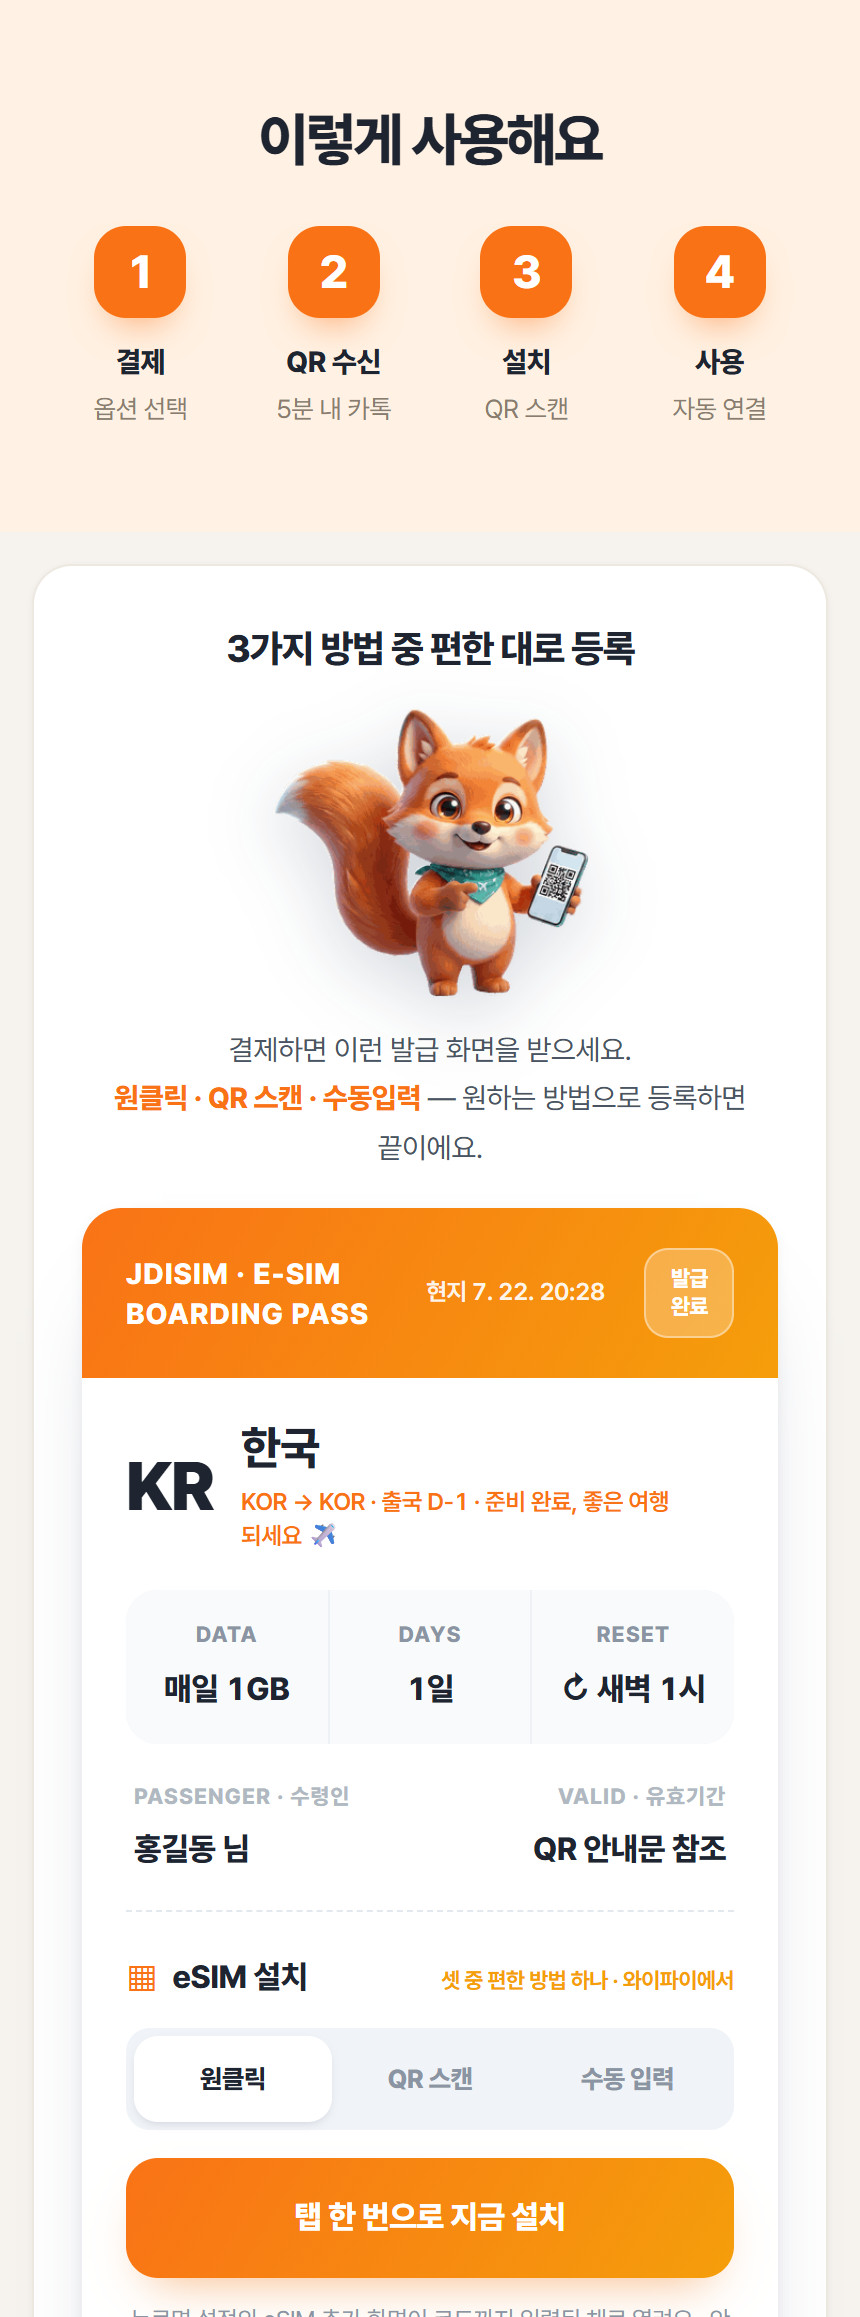 이렇게 사용해요
1
2
3
4
결제
QR 수신
설치
사용
옵션 선택
5분 내 카톡
QR 스캔
자동 연결
3가지 방법 중 편한 대로 등록
결제하면 이런 발급 화면을 받으세요.
원클릭 · QR 스캔 · 수동입력 — 원하는 방법으로 등록하면
끝이에요.
JDISIM · E-SIM
BOARDING PASS
현지 7. 22. 20:28
발급
완료
KR
한국
KOR → KOR · 출국 D-1 · 준비 완료, 좋은 여행
되세요 ✈️
DATA
DAYS
RESET
매일 1GB
1일
↻ 새벽 1시
PASSENGER · 수령인
VALID · 유효기간
홍길동 님
QR 안내문 참조
▦ eSIM 설치
셋 중 편한 방법 하나 · 와이파이에서
원클릭
QR 스캔
수동 입력
탭 한 번으로 지금 설치